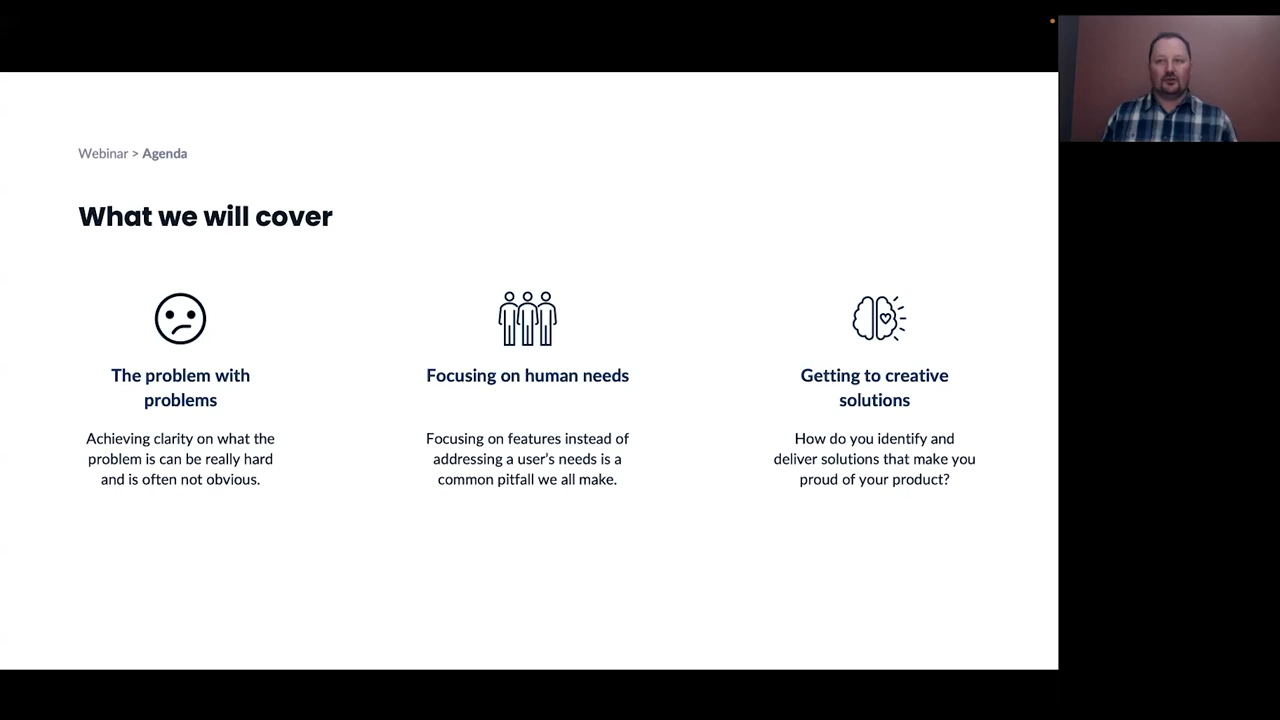 Webinar > Agenda
What we will cover
The problem with
problems
Achieving clarity on what the
problem is can be really hard
and is often not obvious.
Focusing on human needs
Focusing on features instead of
addressing a user's needs is a
common pitfall we all make.
Getting to creative
solutions
How do you identify and
deliver solutions that make you
proud of your product?